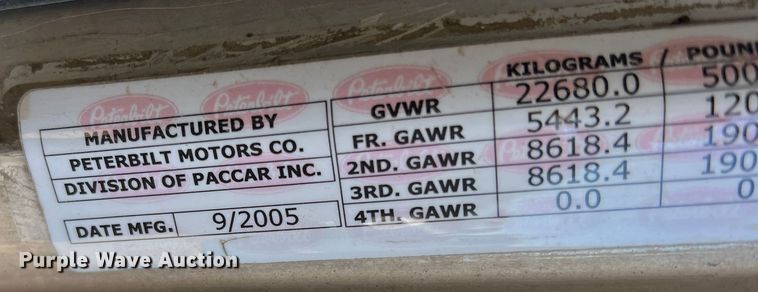 KILOGRAMS / POUN
GVWR 22680.0 500
FR. GAWR 5443.2 120
2ND. GAWR 8618.4 190
3RD. GAWR 8618.4 190
4TH. GAWR 0.0 0
MANUFACTURED BY
PETERBILT MOTORS CO.
DIVISION OF PACCAR INC.
DATE MFG. 9/2005
Peterbilt Peterbilt
Purple Wave Auction